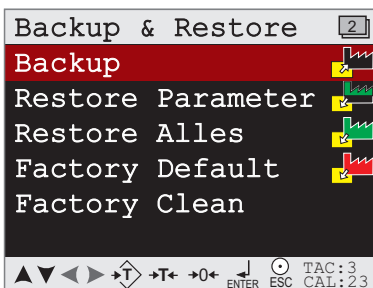 Backup & Restore 2
Backup
Restore Parameter
Restore Alles
Factory Default
Factory Clean
T →T← →0← ENTER ESC TAC:3
CAL:23